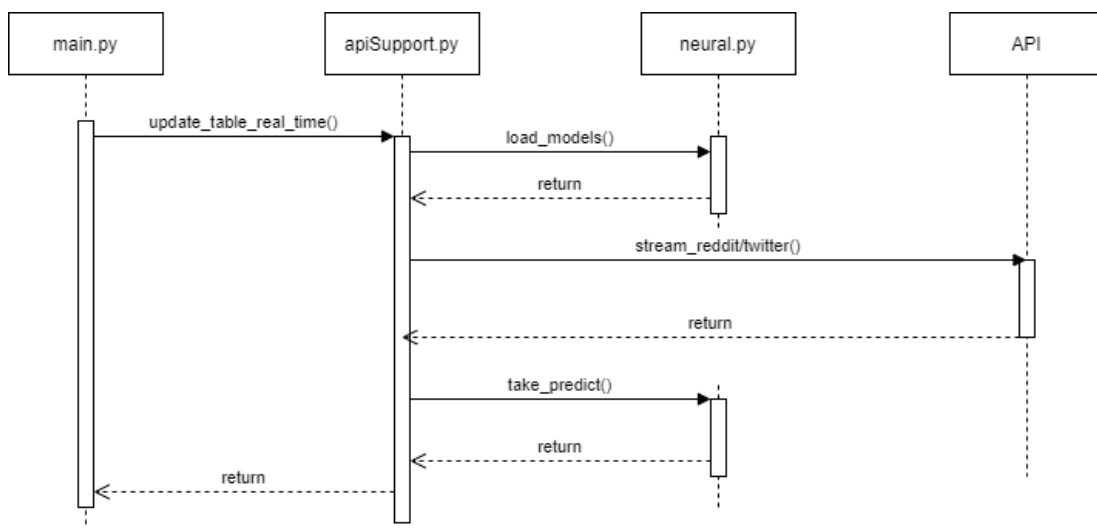 main.py
apiSupport.py
neural.py
API
update_table_real_time()
load_models()
return
stream_reddit/twitter()
return
take_predict()
return
return